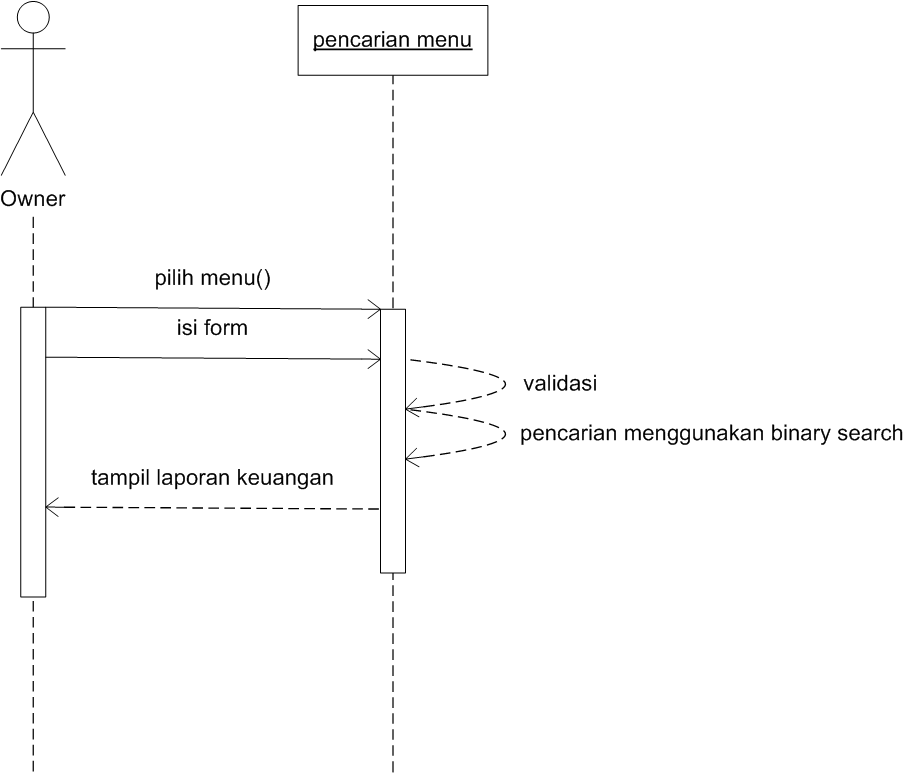 pencarian menu
Owner
pilih menu()
isi form
validasi
pencarian menggunakan binary search
tampil laporan keuangan